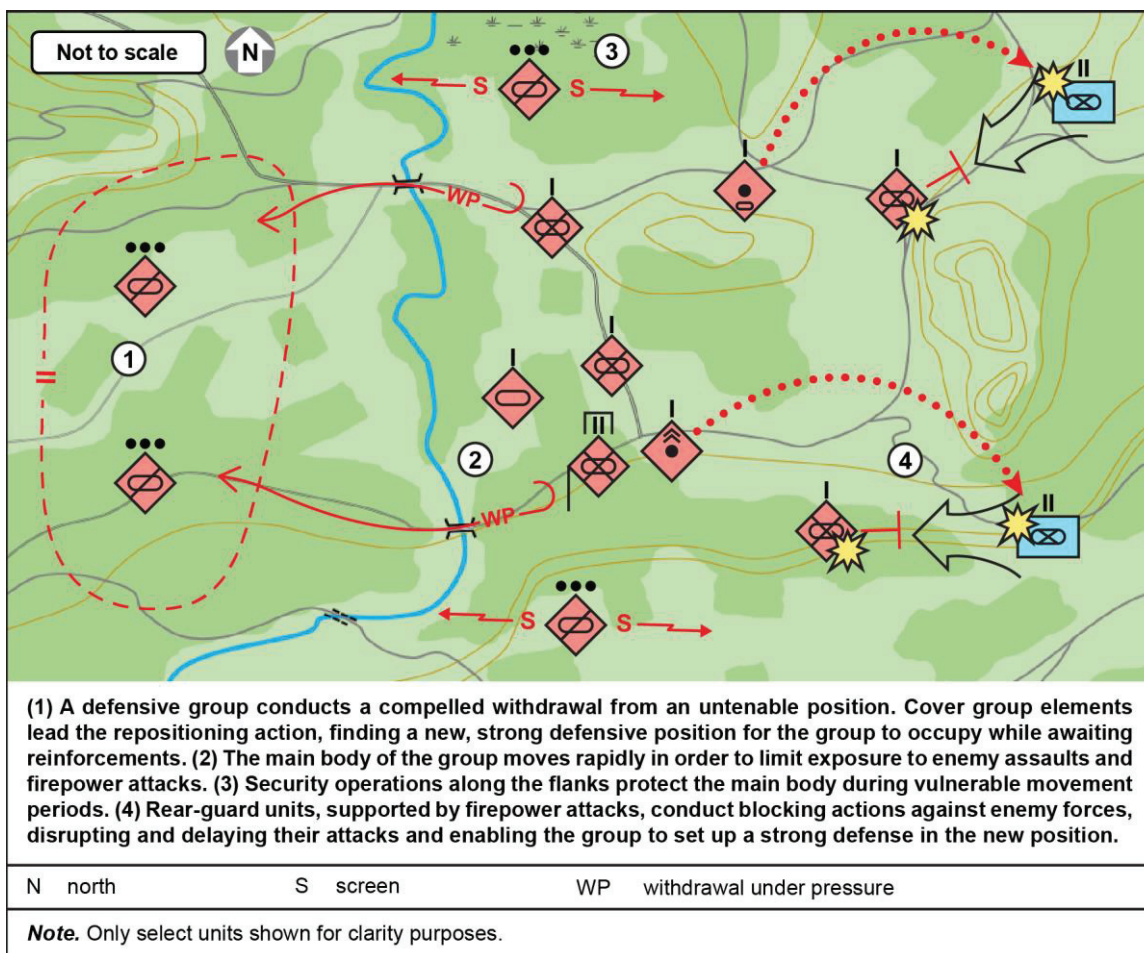 Not to scale
N
3
S
S
II
I
I
WP
I
1
I
I
I
II
2
4
I
II
WP
S
S
(1) A defensive group conducts a compelled withdrawal from an untenable position. Cover group elements
lead the repositioning action, finding a new, strong defensive position for the group to occupy while awaiting
reinforcements. (2) The main body of the group moves rapidly in order to limit exposure to enemy assaults and
firepower attacks. (3) Security operations along the flanks protect the main body during vulnerable movement
periods. (4) Rear-guard units, supported by firepower attacks, conduct blocking actions against enemy forces,
disrupting and delaying their attacks and enabling the group to set up a strong defense in the new position.
N north S screen WP withdrawal under pressure
Note. Only select units shown for clarity purposes.